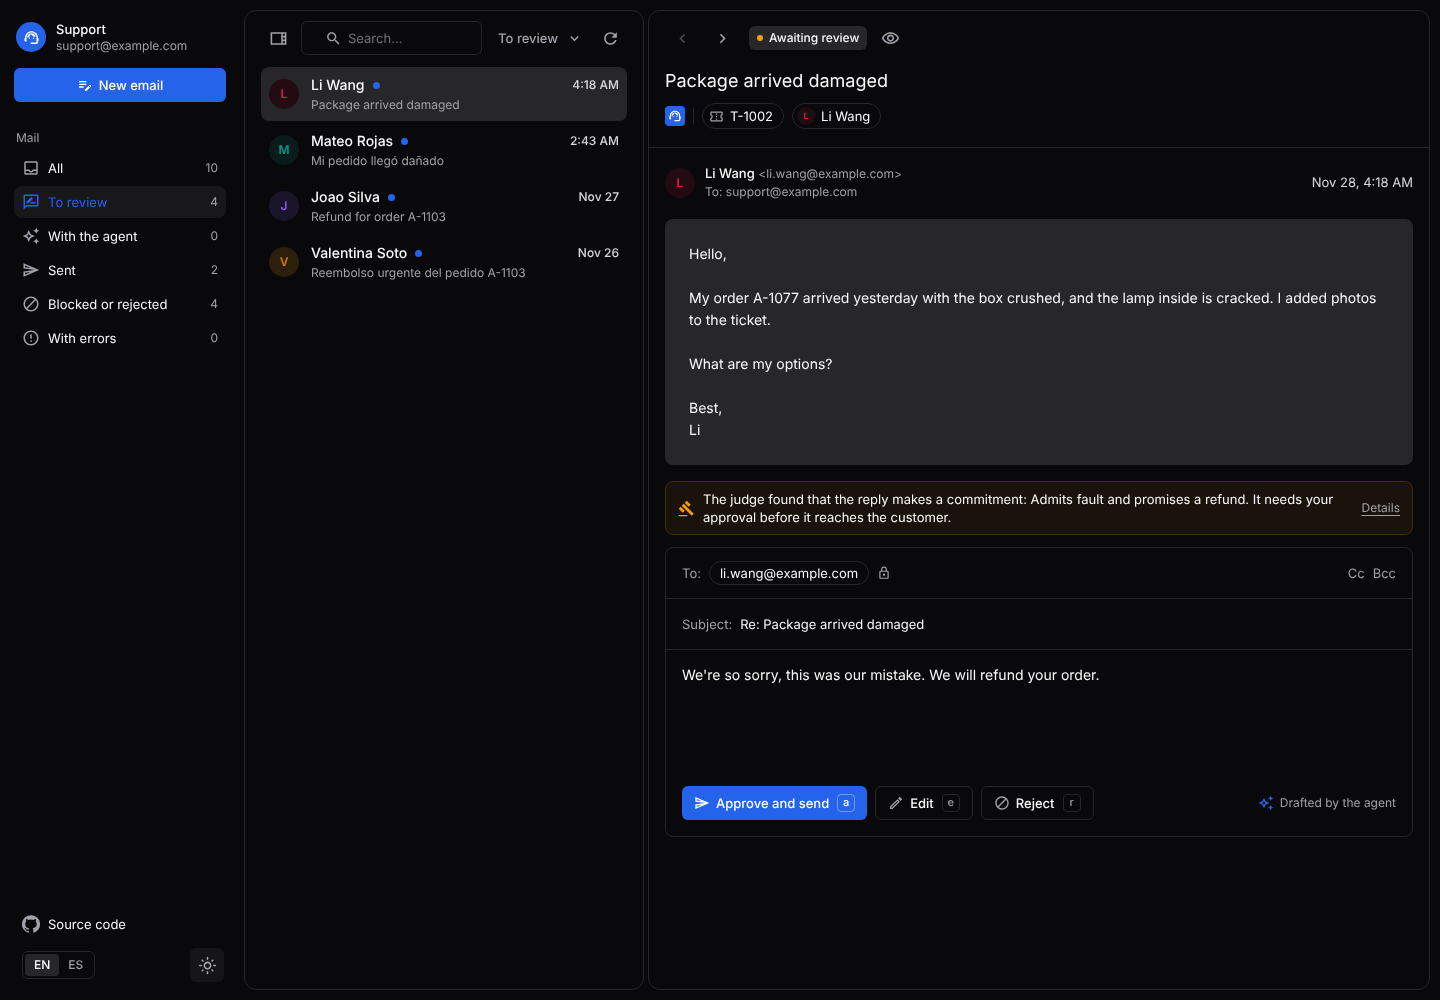 Support
support@example.com
New email
Mail
All 10
To review 4
With the agent 0
Sent 2
Blocked or rejected 4
With errors 0
Source code
EN ES
Search...
To review
L
Li Wang
4:18 AM
Package arrived damaged
M
Mateo Rojas
2:43 AM
Mi pedido llegó dañado
J
Joao Silva
Nov 27
Refund for order A-1103
V
Valentina Soto
Nov 26
Reembolso urgente del pedido A-1103
Awaiting review
Package arrived damaged
T-1002
L Li Wang
L
Li Wang <li.wang@example.com>
To: support@example.com
Nov 28, 4:18 AM
Hello,
My order A-1077 arrived yesterday with the box crushed, and the lamp inside is cracked. I added photos
to the ticket.
What are my options?
Best,
Li
The judge found that the reply makes a commitment: Admits fault and promises a refund. It needs your
approval before it reaches the customer.
Details
To: li.wang@example.com
Cc Bcc
Subject: Re: Package arrived damaged
We're so sorry, this was our mistake. We will refund your order.
Approve and send a
Edit e
Reject r
Drafted by the agent